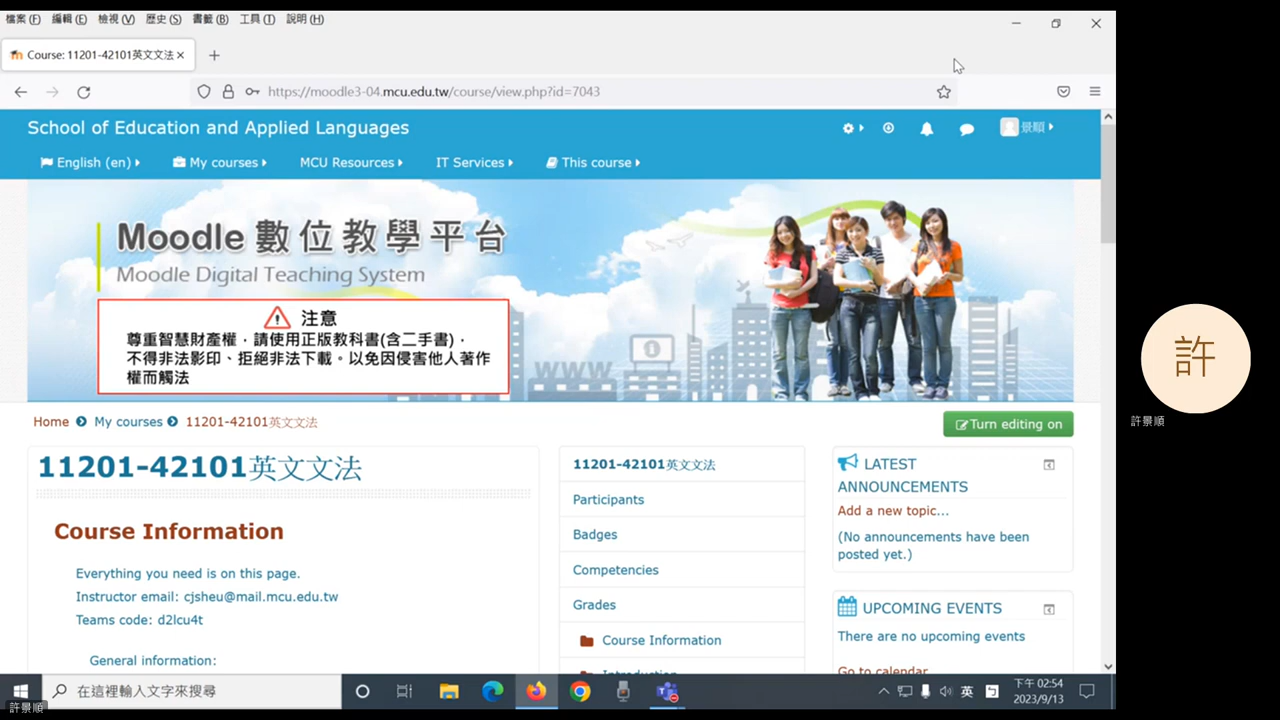 檔案 (F) 編輯 (E) 檢視 (V) 歷史 (S) 書籤 (B) 工具 (T) 說明 (H)
Course: 11201-42101英文文法
https://moodle3-04.mcu.edu.tw/course/view.php?id=7043
School of Education and Applied Languages
景順
English (en) My courses MCU Resources IT Services This course
Moodle 數位教學平台
Moodle Digital Teaching System
注意
尊重智慧財產權，請使用正版教科書(含二手書)，
不得非法影印、拒絕非法下載。以免因侵害他人著作
權而觸法
WWW
Home My courses 11201-42101英文文法
Turn editing on
11201-42101英文文法
Course Information
Everything you need is on this page.
Instructor email: cjsheu@mail.mcu.edu.tw
Teams code: d2lcu4t
General information:
11201-42101英文文法
Participants
Badges
Competencies
Grades
Course Information
Introduction
LATEST
ANNOUNCEMENTS
Add a new topic...
(No announcements have been
posted yet.)
UPCOMING EVENTS
There are no upcoming events
Go to calendar
許
許景順
在這裡輸入文字來搜尋
英
下午 02:54
2023/9/13
許景順